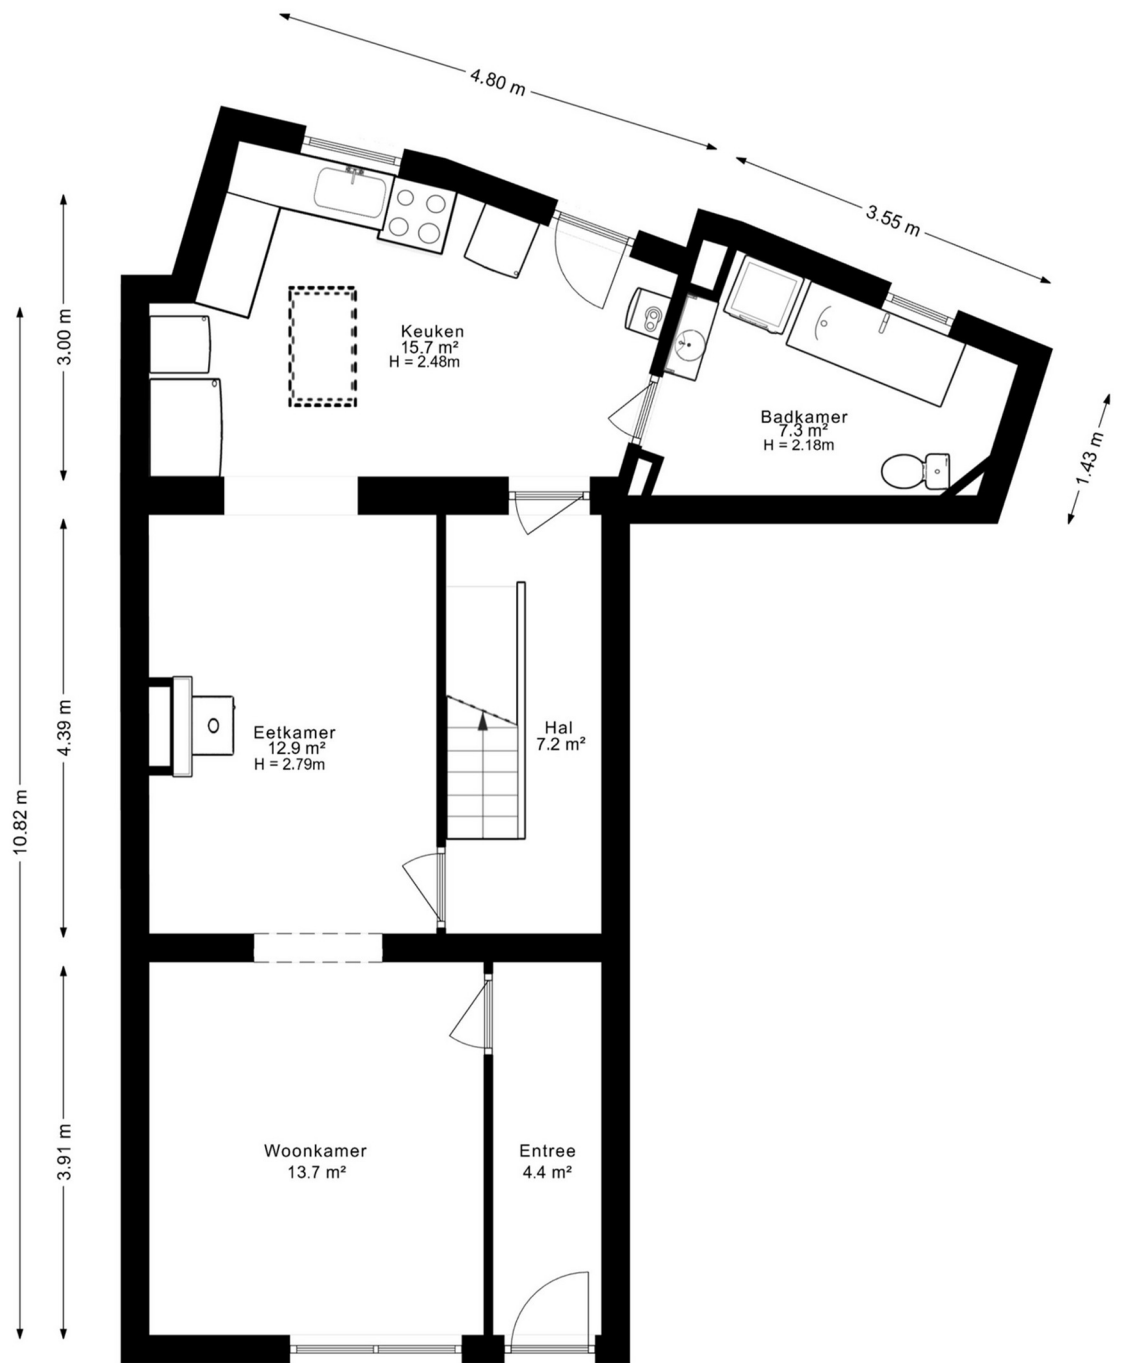 4.80 m
3.55 m
3.00 m
Keuken
15.7 m²
H = 2.48m
Badkamer
7.3 m²
H = 2.18m
1.43 m
4.39 m
Eetkamer
12.9 m²
H = 2.79m
Hal
7.2 m²
10.82 m
3.91 m
Woonkamer
13.7 m²
Entree
4.4 m²